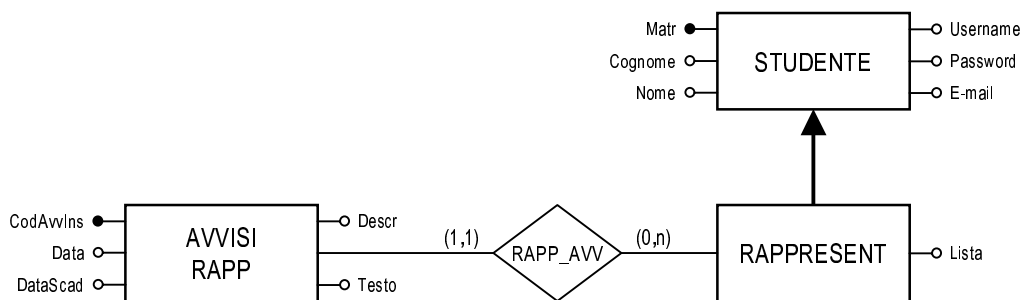 Matr
Cognome
Nome
STUDENTE
Username
Password
E-mail
CodAvvIns
Data
DataScad
AVVISI
RAPP
Descr
Testo
(1,1)
RAPP_AVV
(0,n)
RAPPRESENT
Lista